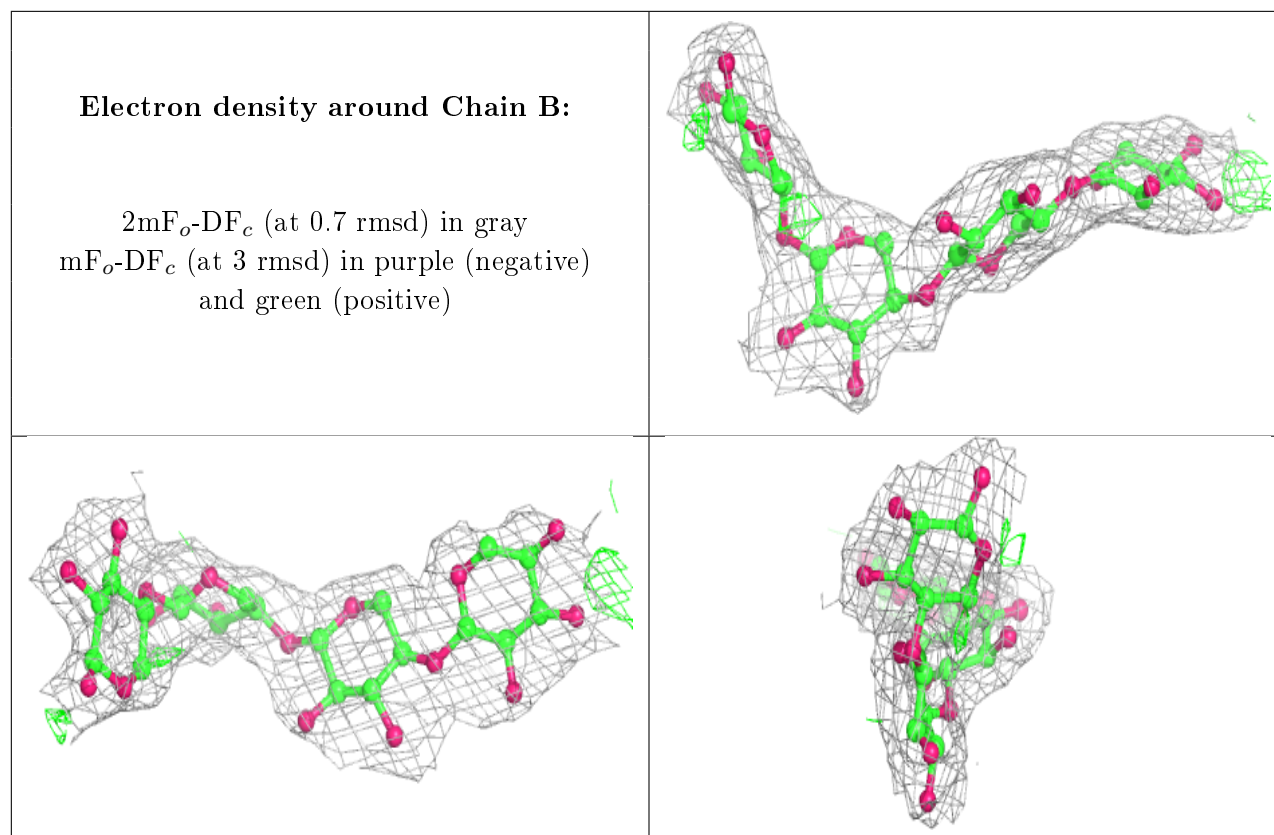 Electron density around Chain B:
2mFₒ-DF𝒸 (at 0.7 rmsd) in gray
mFₒ-DF𝒸 (at 3 rmsd) in purple (negative)
and green (positive)